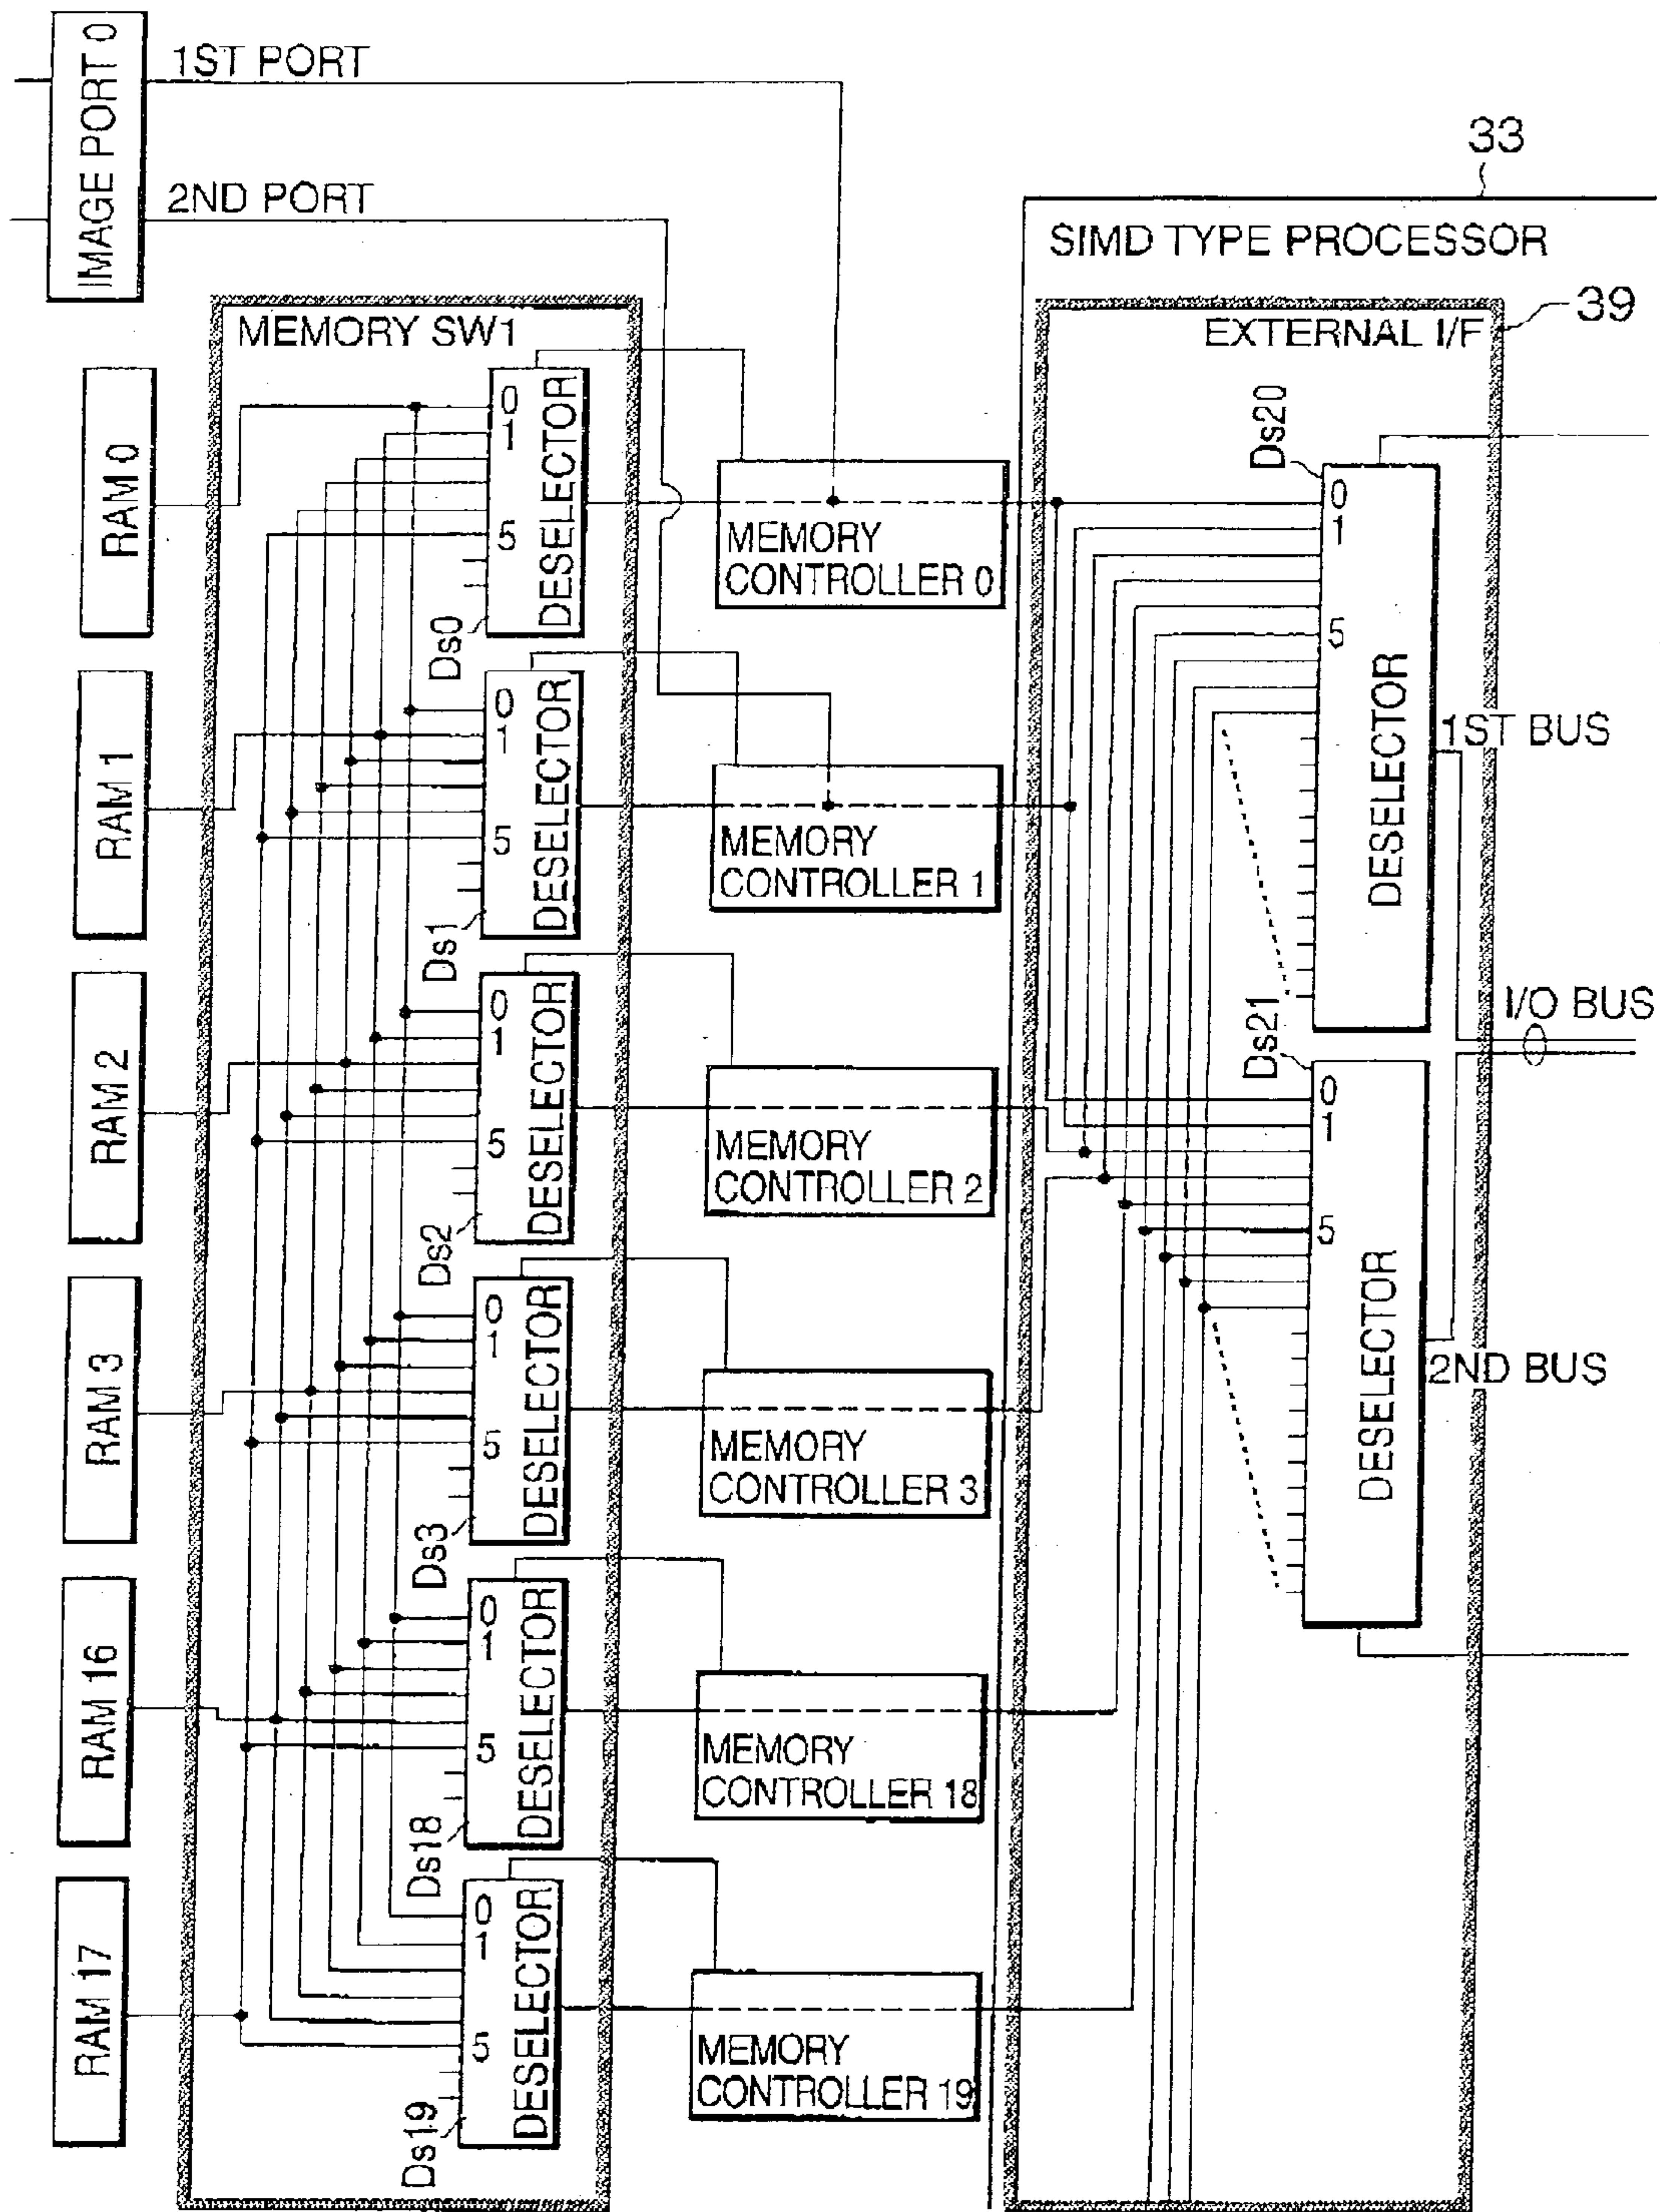 IMAGE PORT 0
1ST PORT
2ND PORT
33
SIMD TYPE PROCESSOR
39
MEMORY SW1
EXTERNAL I/F
RAM 0
0
1
5
DESELECTOR
Ds0
MEMORY
CONTROLLER 0
Ds20
0
1
5
DESELECTOR
1ST BUS
RAM 1
0
1
5
DESELECTOR
Ds1
MEMORY
CONTROLLER 1
I/O BUS
RAM 2
0
1
5
DESELECTOR
Ds2
MEMORY
CONTROLLER 2
Ds21
0
1
5
DESELECTOR
2ND BUS
RAM 3
0
1
5
DESELECTOR
Ds3
MEMORY
CONTROLLER 3
RAM 16
0
1
5
DESELECTOR
Ds18
MEMORY
CONTROLLER 18
RAM 17
0
1
5
DESELECTOR
Ds19
MEMORY
CONTROLLER 19